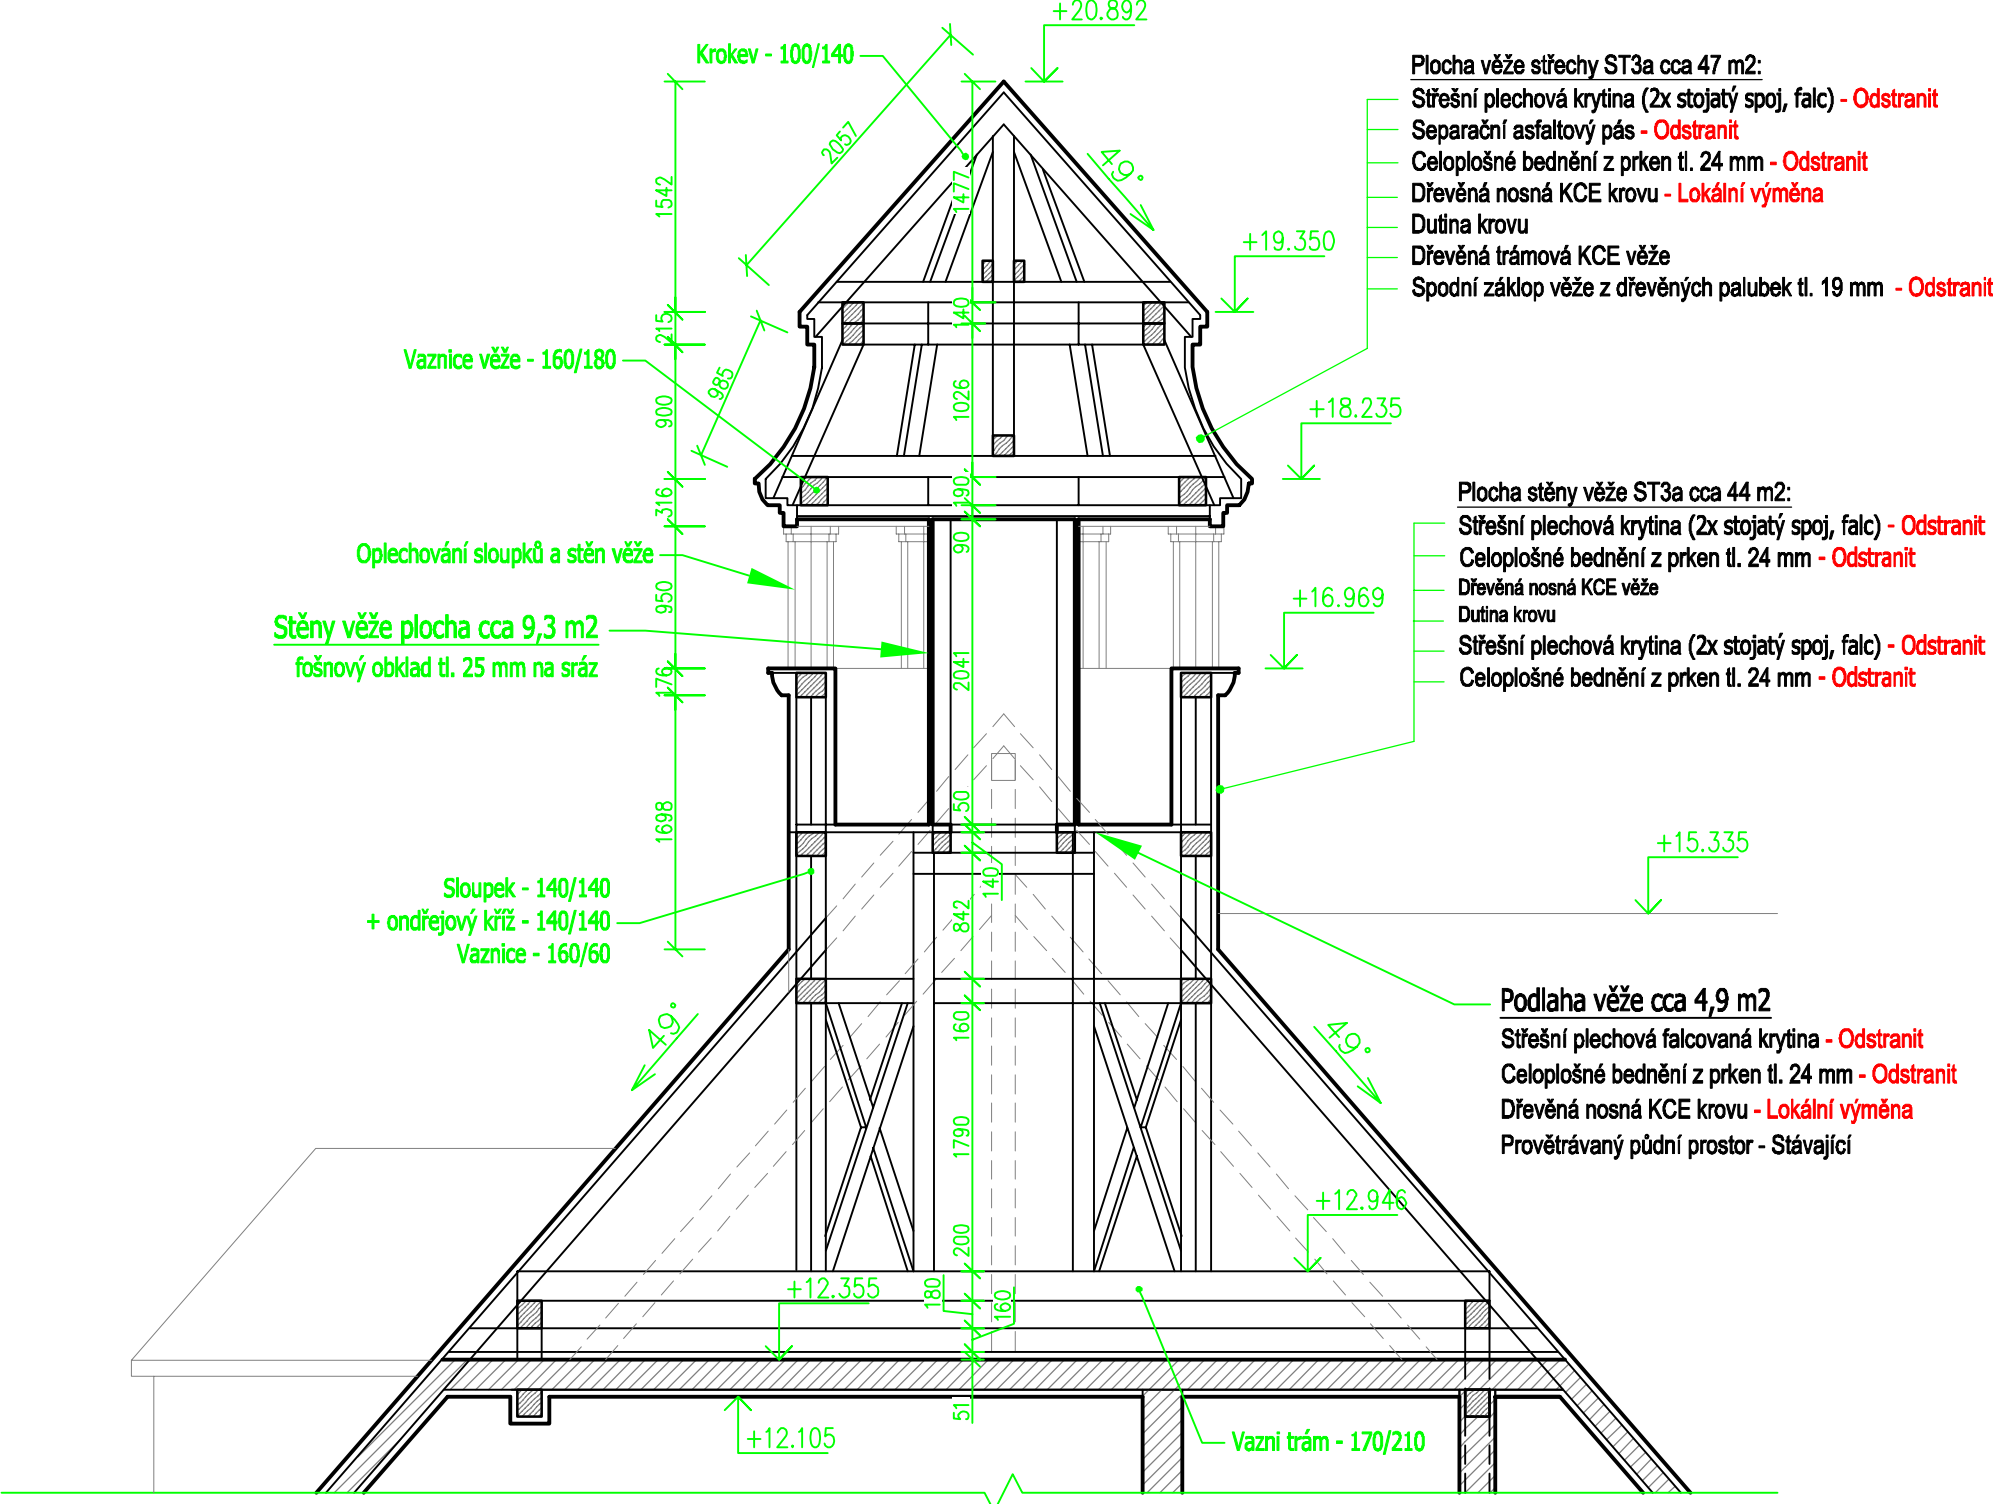 +20.892
Krokev - 100/140
2057
49°
1542
1477
Plocha věže střechy ST3a cca 47 m2:
Střešní plechová krytina (2x stojatý spoj, falc) - Odstranit
Separační asfaltový pás - Odstranit
Celoplošné bednění z prken tl. 24 mm - Odstranit
Dřevěná nosná KCE krovu - Lokální výměna
Dutina krovu
Dřevěná trámová KCE věže
Spodní záklop věže z dřevěných palubek tl. 19 mm - Odstranit
+19.350
215
140
Vaznice věže - 160/180
985
900
1026
+18.235
316
190
90
Plocha stěny věže ST3a cca 44 m2:
Střešní plechová krytina (2x stojatý spoj, falc) - Odstranit
Celoplošné bednění z prken tl. 24 mm - Odstranit
Dřevěná nosná KCE věže
Dutina krovu
Střešní plechová krytina (2x stojatý spoj, falc) - Odstranit
Celoplošné bednění z prken tl. 24 mm - Odstranit
Oplechování sloupků a stěn věže
950
+16.969
Stěny věže plocha cca 9,3 m2
fošnový obklad tl. 25 mm na sráz
176
2041
1698
50
+15.335
140
Sloupek - 140/140
+ ondřejový kříž - 140/140
Vaznice - 160/60
842
49°
160
49°
Podlaha věže cca 4,9 m2
Střešní plechová falcovaná krytina - Odstranit
Celoplošné bednění z prken tl. 24 mm - Odstranit
Dřevěná nosná KCE krovu - Lokální výměna
Provětrávaný půdní prostor - Stávající
1790
+12.946
200
+12.355
180
160
51
+12.105
Vazni trám - 170/210